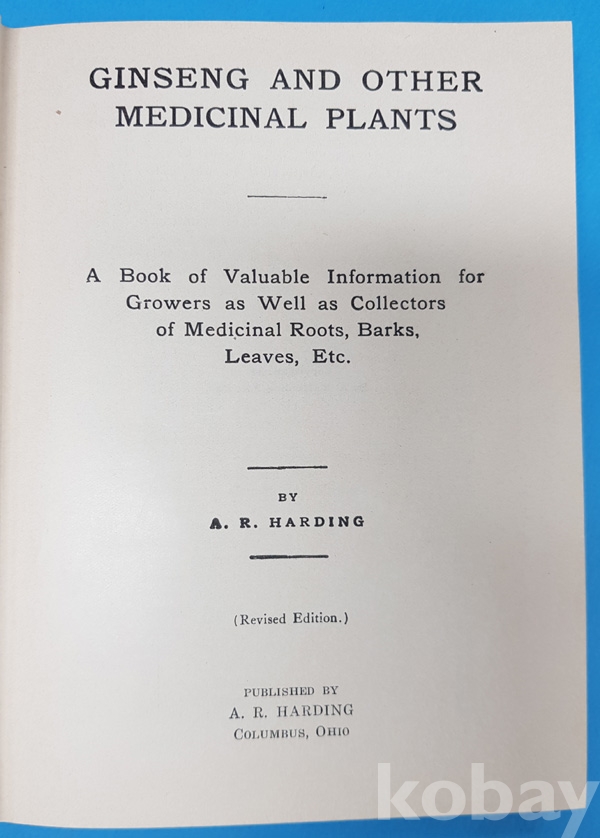 GINSENG AND OTHER
MEDICINAL PLANTS
A Book of Valuable Information for
Growers as Well as Collectors
of Medicinal Roots, Barks,
Leaves, Etc.
BY
A. R. HARDING
(Revised Edition.)
PUBLISHED BY
A. R. HARDING
COLUMBUS, OHIO
kobay